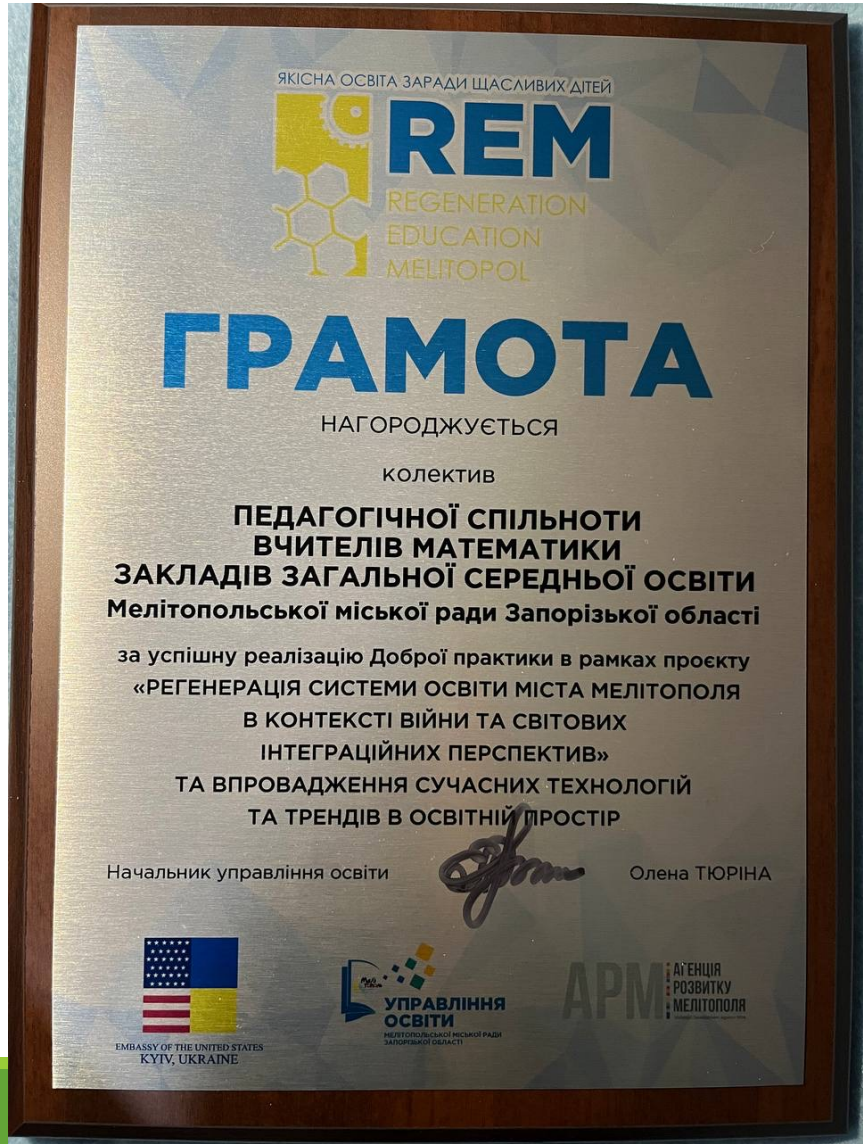 ЯКІСНА ОСВІТА ЗАРАДИ ЩАСЛИВИХ ДІТЕЙ
REM
REGENERATION
EDUCATION
MELITOPOL
ГРАМОТА
НАГОРОДЖУЄТЬСЯ
колектив
ПЕДАГОГІЧНОЇ СПІЛЬНОТИ
ВЧИТЕЛІВ МАТЕМАТИКИ
ЗАКЛАДІВ ЗАГАЛЬНОЇ СЕРЕДНЬОЇ ОСВІТИ
Мелітопольської міської ради Запорізької області
за успішну реалізацію Доброї практики в рамках проєкту
«РЕГЕНЕРАЦІЯ СИСТЕМИ ОСВІТИ МІСТА МЕЛІТОПОЛЯ
В КОНТЕКСТІ ВІЙНИ ТА СВІТОВИХ
ІНТЕГРАЦІЙНИХ ПЕРСПЕКТИВ»
ТА ВПРОВАДЖЕННЯ СУЧАСНИХ ТЕХНОЛОГІЙ
ТА ТРЕНДІВ В ОСВІТНІЙ ПРОСТІР
Начальник управління освіти Олена ТЮРІНА
EMBASSY OF THE UNITED STATES
KYIV, UKRAINE
УПРАВЛІННЯ
ОСВІТИ
МЕЛІТОПОЛЬСЬКОЇ МІСЬКОЇ РАДИ
ЗАПОРІЗЬКОЇ ОБЛАСТІ
АРМ
АГЕНЦІЯ
РОЗВИТКУ
МЕЛІТОПОЛЯ